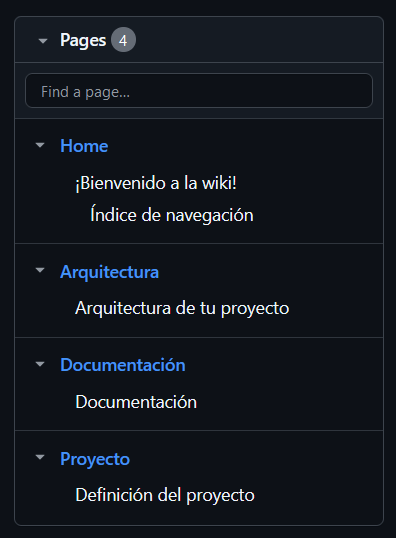 Pages 4
Find a page...
Home
¡Bienvenido a la wiki!
Índice de navegación
Arquitectura
Arquitectura de tu proyecto
Documentación
Documentación
Proyecto
Definición del proyecto